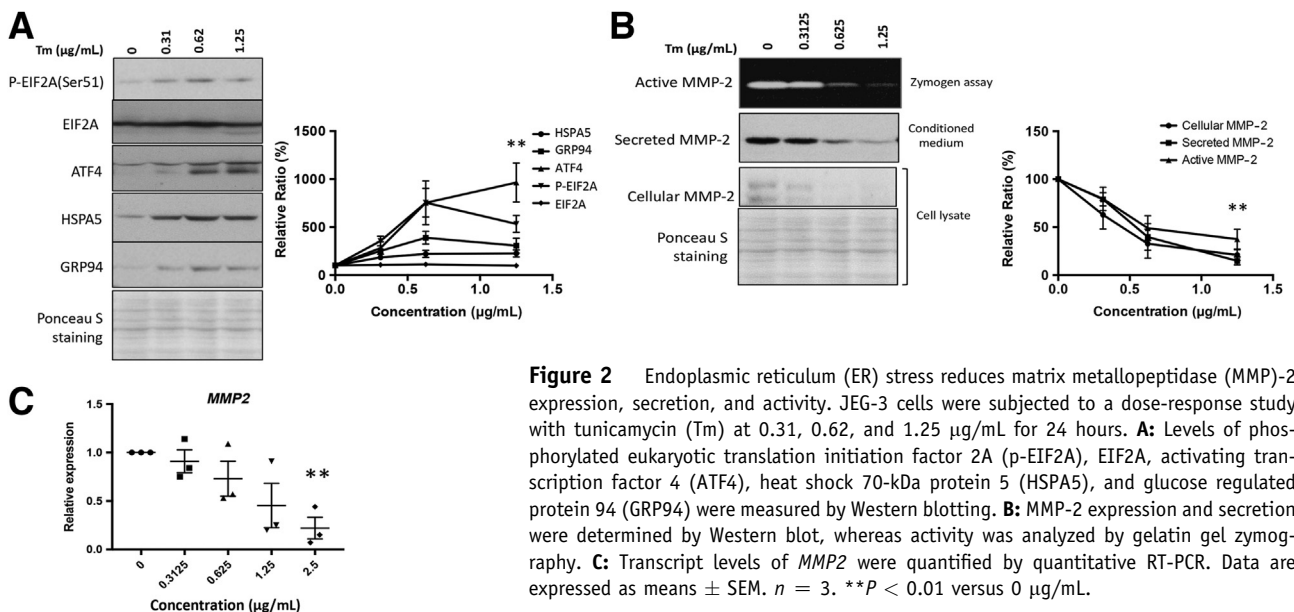 A
Tm (µg/mL)
0
0.31
0.62
1.25
P-EIF2A(Ser51)
EIF2A
ATF4
HSPA5
GRP94
Ponceau S
staining
Relative Ratio (%)
1500
1000
500
100
0
0.0
0.5
1.0
1.5
Concentration (µg/mL)
**
HSPA5
GRP94
ATF4
P-EIF2A
EIF2A
B
Tm (µg/mL)
0
0.3125
0.625
1.25
Active MMP-2
Zymogen assay
Secreted MMP-2
Conditioned
medium
Cellular MMP-2
Ponceau S
staining
Cell lysate
Relative Ratio (%)
150
100
50
0
0.0
0.5
1.0
1.5
Concentration (µg/mL)
**
Cellular MMP-2
Secreted MMP-2
Active MMP-2
C
MMP2
Relative expression
1.5
1.0
0.5
0.0
**
0
0.3125
0.625
1.25
2.5
Concentration (µg/mL)
Figure 2 Endoplasmic reticulum (ER) stress reduces matrix metallopeptidase (MMP)-2
expression, secretion, and activity. JEG-3 cells were subjected to a dose-response study
with tunicamycin (Tm) at 0.31, 0.62, and 1.25 µg/mL for 24 hours. A: Levels of phos-
phorylated eukaryotic translation initiation factor 2A (p-EIF2A), EIF2A, activating tran-
scription factor 4 (ATF4), heat shock 70-kDa protein 5 (HSPA5), and glucose regulated
protein 94 (GRP94) were measured by Western blotting. B: MMP-2 expression and secretion
were determined by Western blot, whereas activity was analyzed by gelatin gel zymog-
raphy. C: Transcript levels of MMP2 were quantified by quantitative RT-PCR. Data are
expressed as means ± SEM. n = 3. **P < 0.01 versus 0 µg/mL.